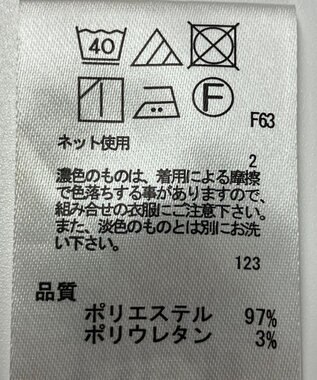 40
F
F63
ネット使用
2
濃色のものは、着用による摩擦
で色落ちする事がありますので、
組み合せの衣服にご注意下さい。
また、淡色のものとは別にお洗
い下さい。
123
品質
ポリエステル 97%
ポリウレタン 3%